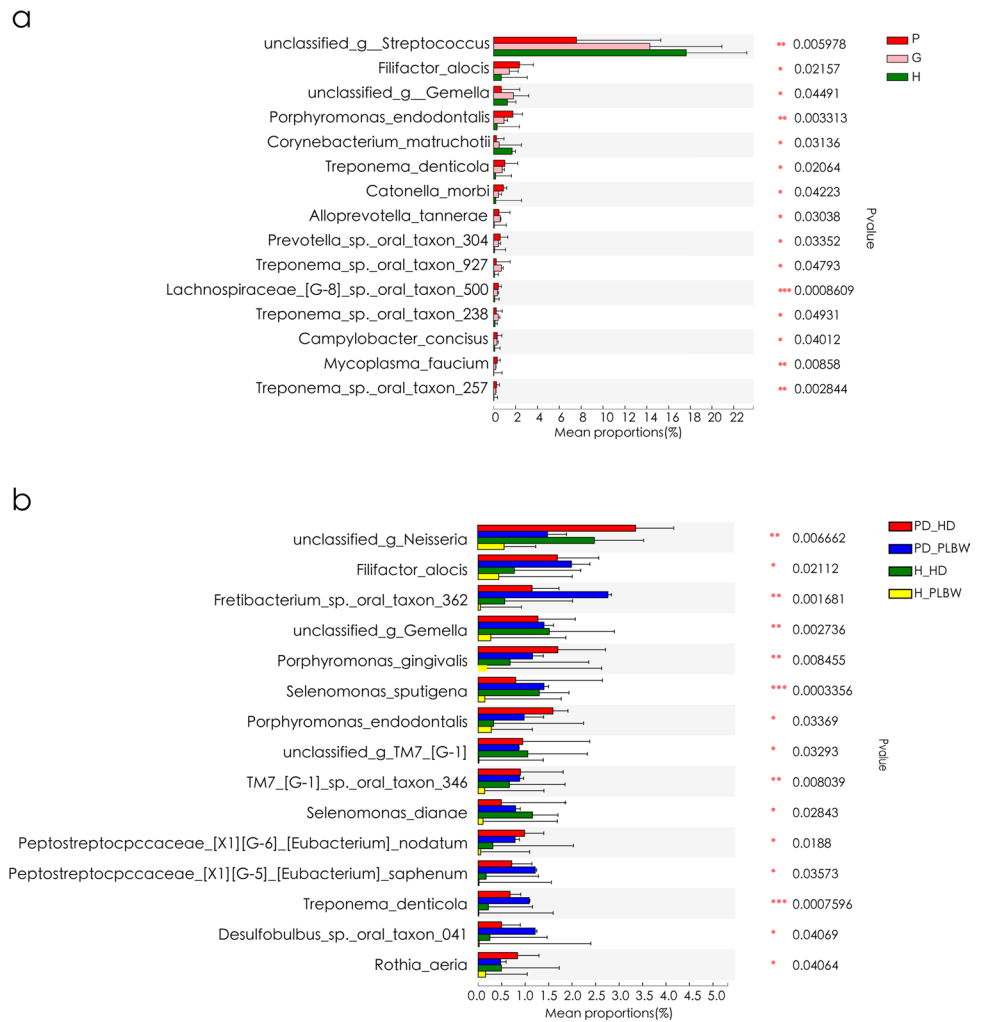 a
unclassified_g__Streptococcus ** 0.005978
Filifactor_alocis * 0.02157
unclassified_g__Gemella * 0.04491
Porphyromonas_endodontalis ** 0.003313
Corynebacterium_matruchotii * 0.03136
Treponema_denticola * 0.02064
Catonella_morbi * 0.04223
Alloprevotella_tannerae * 0.03038
Prevotella_sp._oral_taxon_304 * 0.03352
Treponema_sp._oral_taxon_927 * 0.04793
Lachnospiraceae_[G-8]_sp._oral_taxon_500 *** 0.0008609
Treponema_sp._oral_taxon_238 * 0.04931
Campylobacter_concisus * 0.04012
Mycoplasma_faucium ** 0.00858
Treponema_sp._oral_taxon_257 ** 0.002844
0 2 4 6 8 10 12 14 16 18 20 22
Mean proportions(%)
P
G
H
Pvalue
b
unclassified_g_Neisseria ** 0.006662
Filifactor_alocis * 0.02112
Fretibacterium_sp._oral_taxon_362 ** 0.001681
unclassified_g_Gemella ** 0.002736
Porphyromonas_gingivalis ** 0.008455
Selenomonas_sputigena *** 0.0003356
Porphyromonas_endodontalis * 0.03369
unclassified_g_TM7_[G-1] * 0.03293
TM7_[G-1]_sp._oral_taxon_346 ** 0.008039
Selenomonas_dianae * 0.02843
Peptostreptocpccaceae_[X1][G-6]_[Eubacterium]_nodatum * 0.0188
Peptostreptocpccaceae_[X1][G-5]_[Eubacterium]_saphenum * 0.03573
Treponema_denticola *** 0.0007596
Desulfobulbus_sp._oral_taxon_041 * 0.04069
Rothia_aeria * 0.04064
0.0 0.5 1.0 1.5 2.0 2.5 3.0 3.5 4.0 4.5 5.0
Mean proportions(%)
PD_HD
PD_PLBW
H_HD
H_PLBW
Pvalue